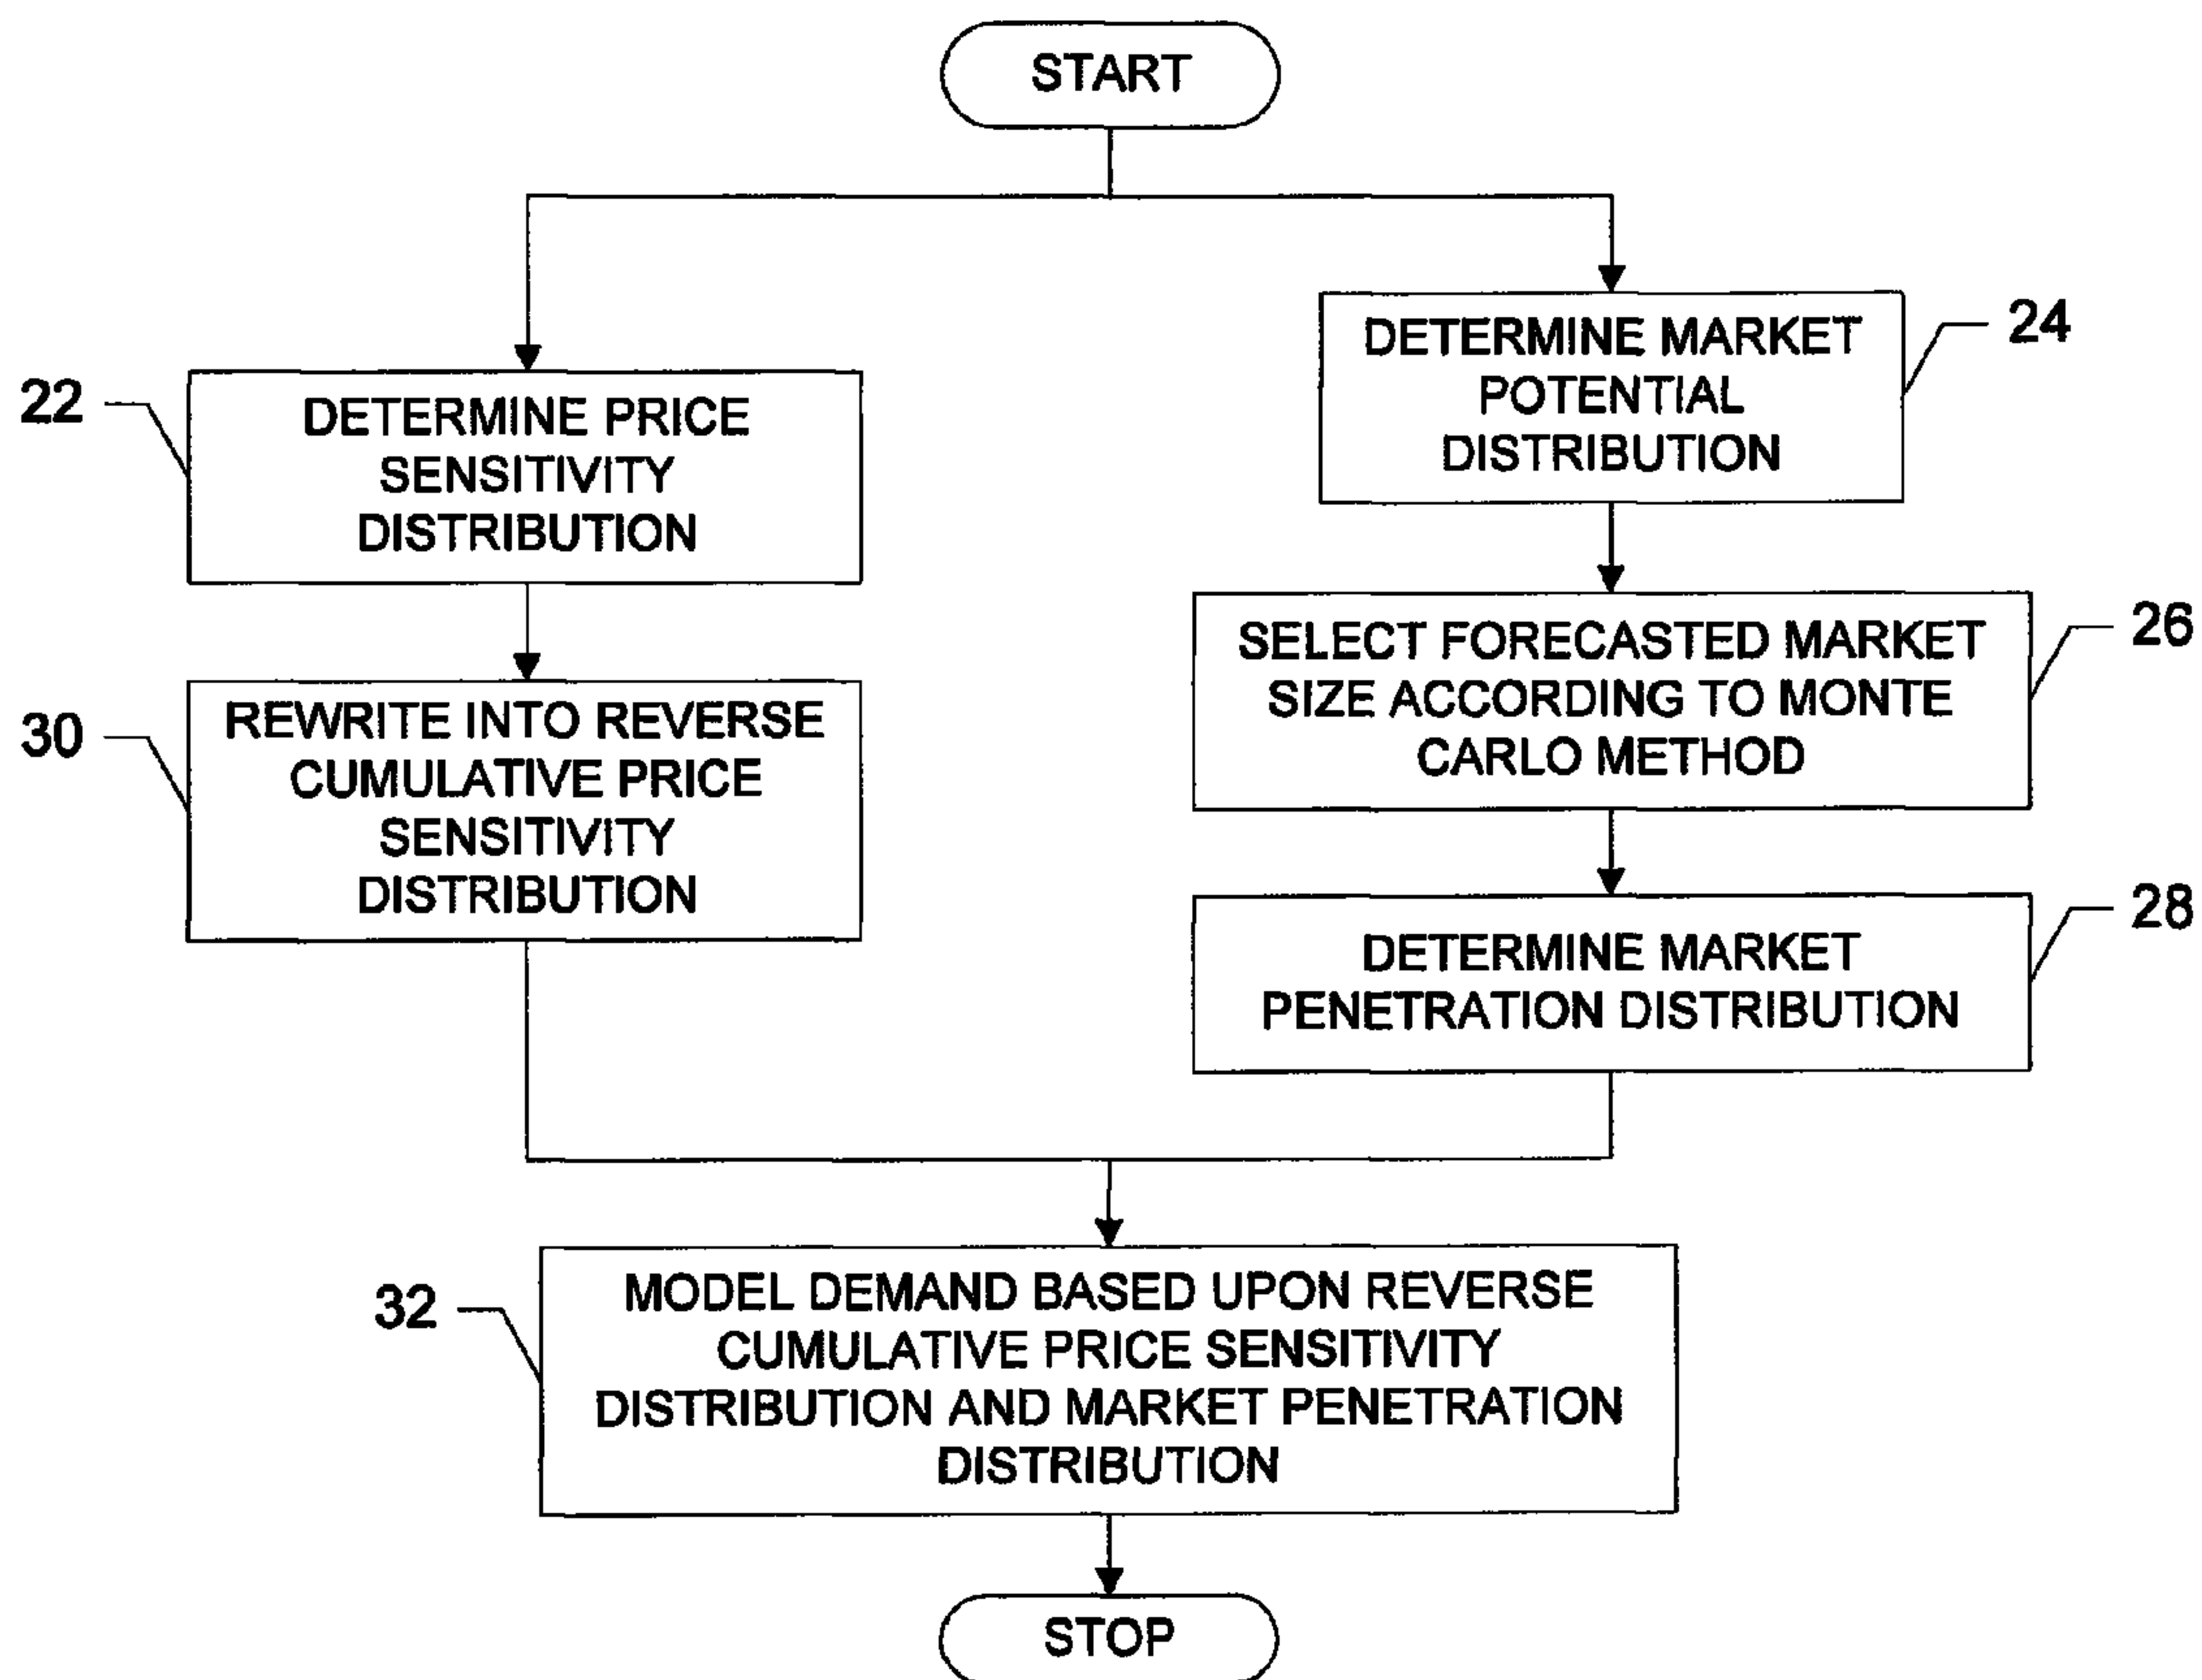 START
24
DETERMINE MARKET
POTENTIAL
DISTRIBUTION
22
DETERMINE PRICE
SENSITIVITY
DISTRIBUTION
26
SELECT FORECASTED MARKET
SIZE ACCORDING TO MONTE
CARLO METHOD
30
REWRITE INTO REVERSE
CUMULATIVE PRICE
SENSITIVITY
DISTRIBUTION
28
DETERMINE MARKET
PENETRATION DISTRIBUTION
32
MODEL DEMAND BASED UPON REVERSE
CUMULATIVE PRICE SENSITIVITY
DISTRIBUTION AND MARKET PENETRATION
DISTRIBUTION
STOP